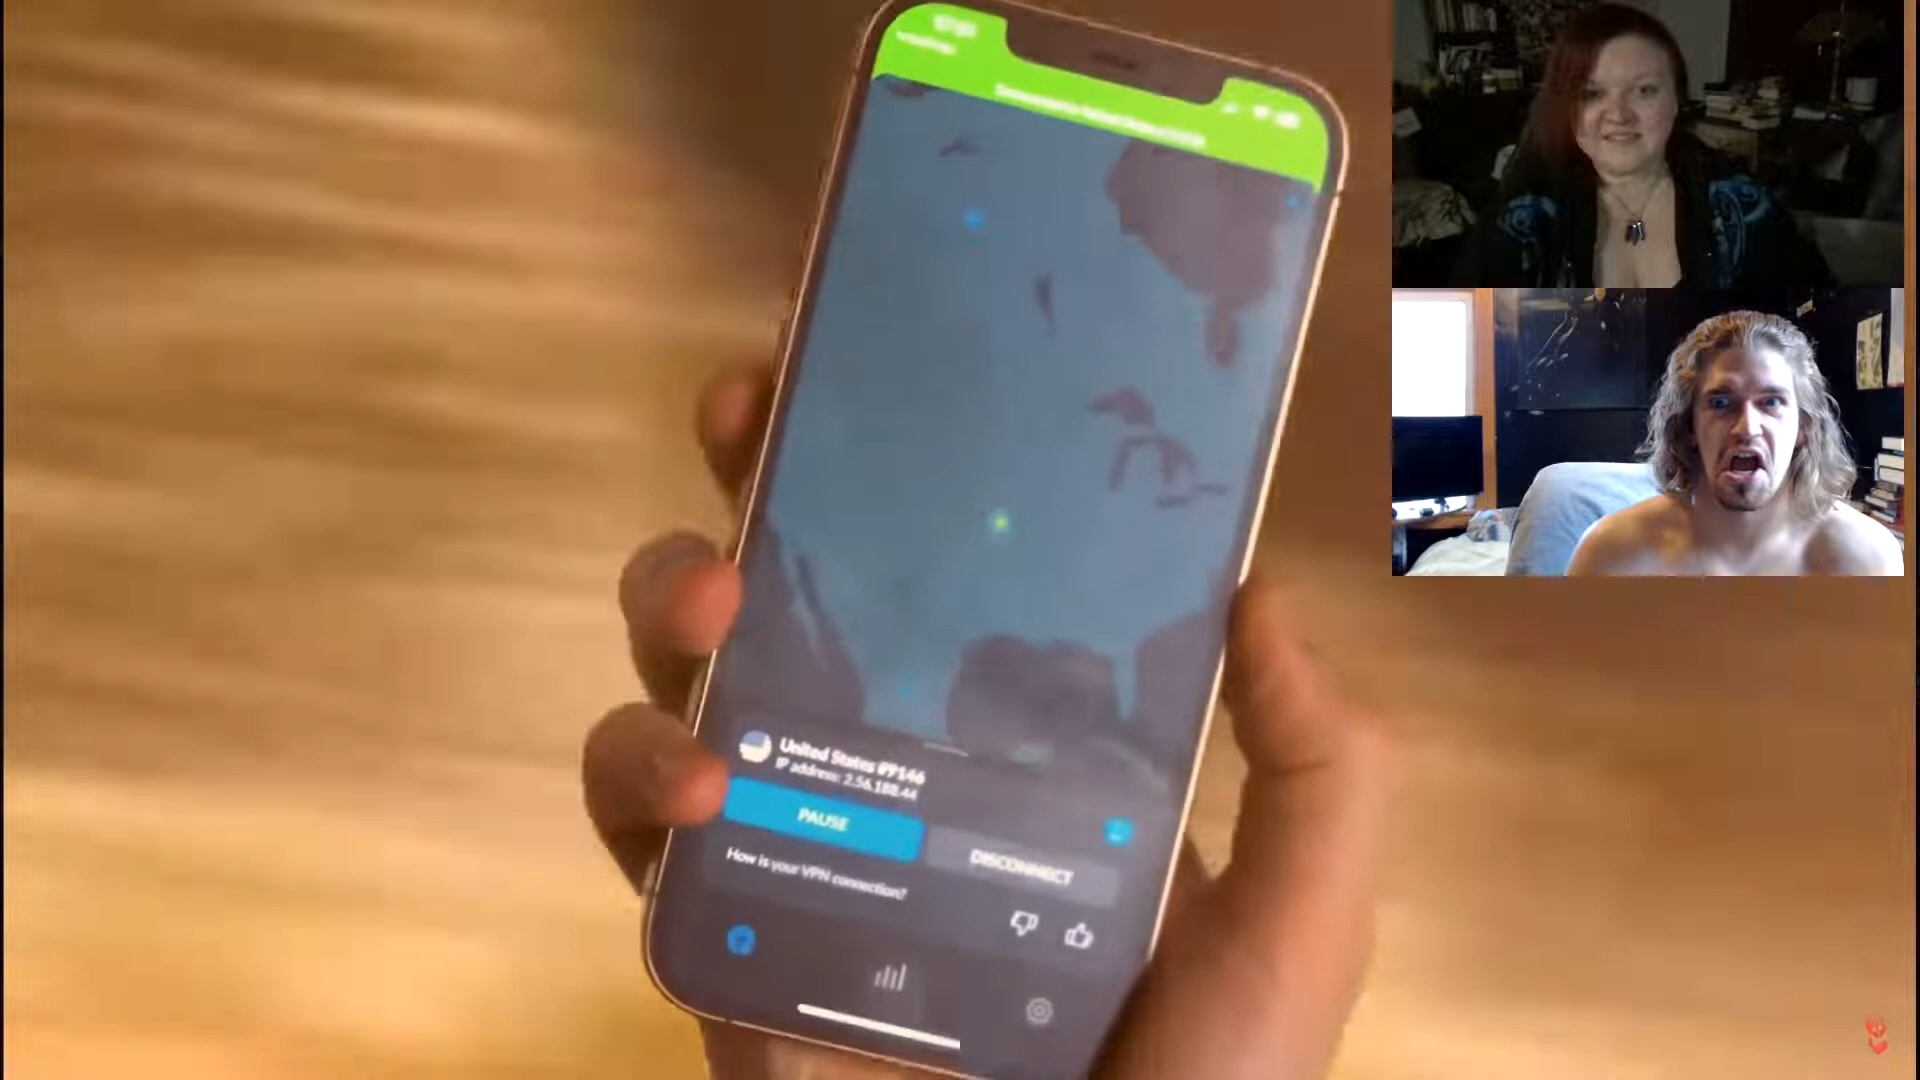 United States #9146
IP address: 2.56.188.44
PAUSE
DISCONNECT
How is your VPN connection?